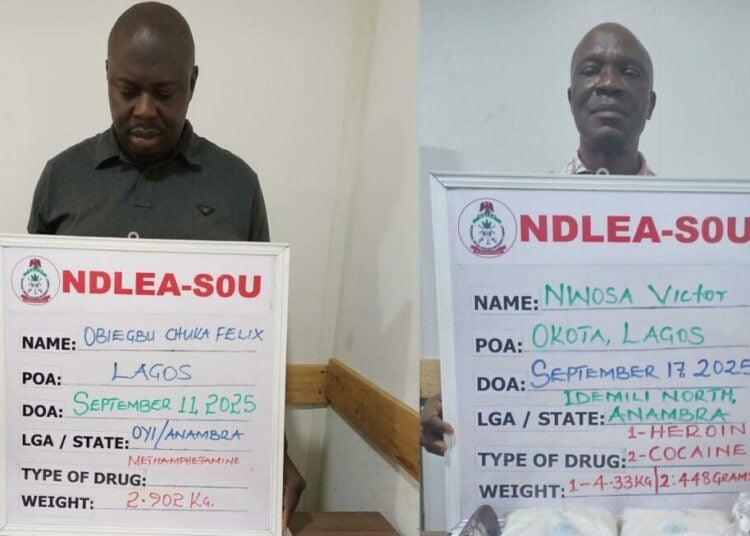 NDLEA-SOU
NAME: OBIEGBU CHUKA FELIX
POA: LAGOS
DOA: SEPTEMBER 11, 2025
LGA / STATE: OYI/ANAMBRA
METHAMPHETAMINE
TYPE OF DRUG:
WEIGHT: 2.902 KG.
NDLEA-SOU
NAME: NWOSA Victor
POA: OKOTA, LAGOS
DOA: SEPTEMBER 17, 2025
IDEMILI NORTH,
LGA / STATE: ANAMBRA
1-HEROIN
TYPE OF DRUG: 2-COCAINE
WEIGHT: 1-4.33KG/2:448GRAMS